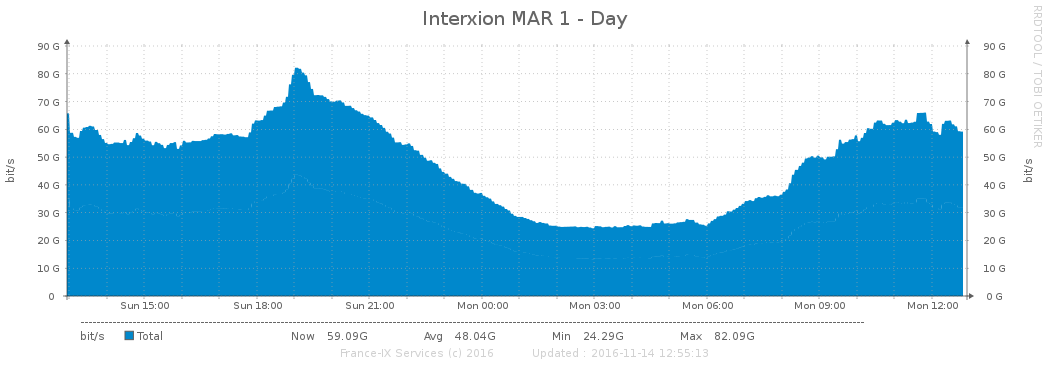 Interxion MAR 1 - Day
RRDTOOL / TOBI OETIKER
90 G 90 G
80 G 80 G
70 G 70 G
60 G 60 G
50 G 50 G
40 G 40 G
30 G 30 G
20 G 20 G
10 G 10 G
0 0 G
bit/s
bit/s
Sun 15:00 Sun 18:00 Sun 21:00 Mon 00:00 Mon 03:00 Mon 06:00 Mon 09:00 Mon 12:00
bit/s Total Now 59.09G Avg 48.04G Min 24.29G Max 82.09G
France-IX Services (c) 2016 Updated : 2016-11-14 12:55:13